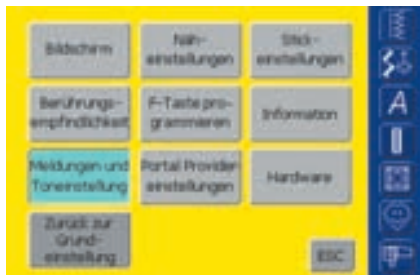 Bildschirm
Näh-
einstellungen
Stick-
einstellungen
Berührungs-
empfindlichkeit
F-Taste pro-
grammieren
Information
Meldungen und
Toneinstellung
Portal Provider-
einstellungen
Hardware
Zurück zur
Grund-
einstellung
ESC
A